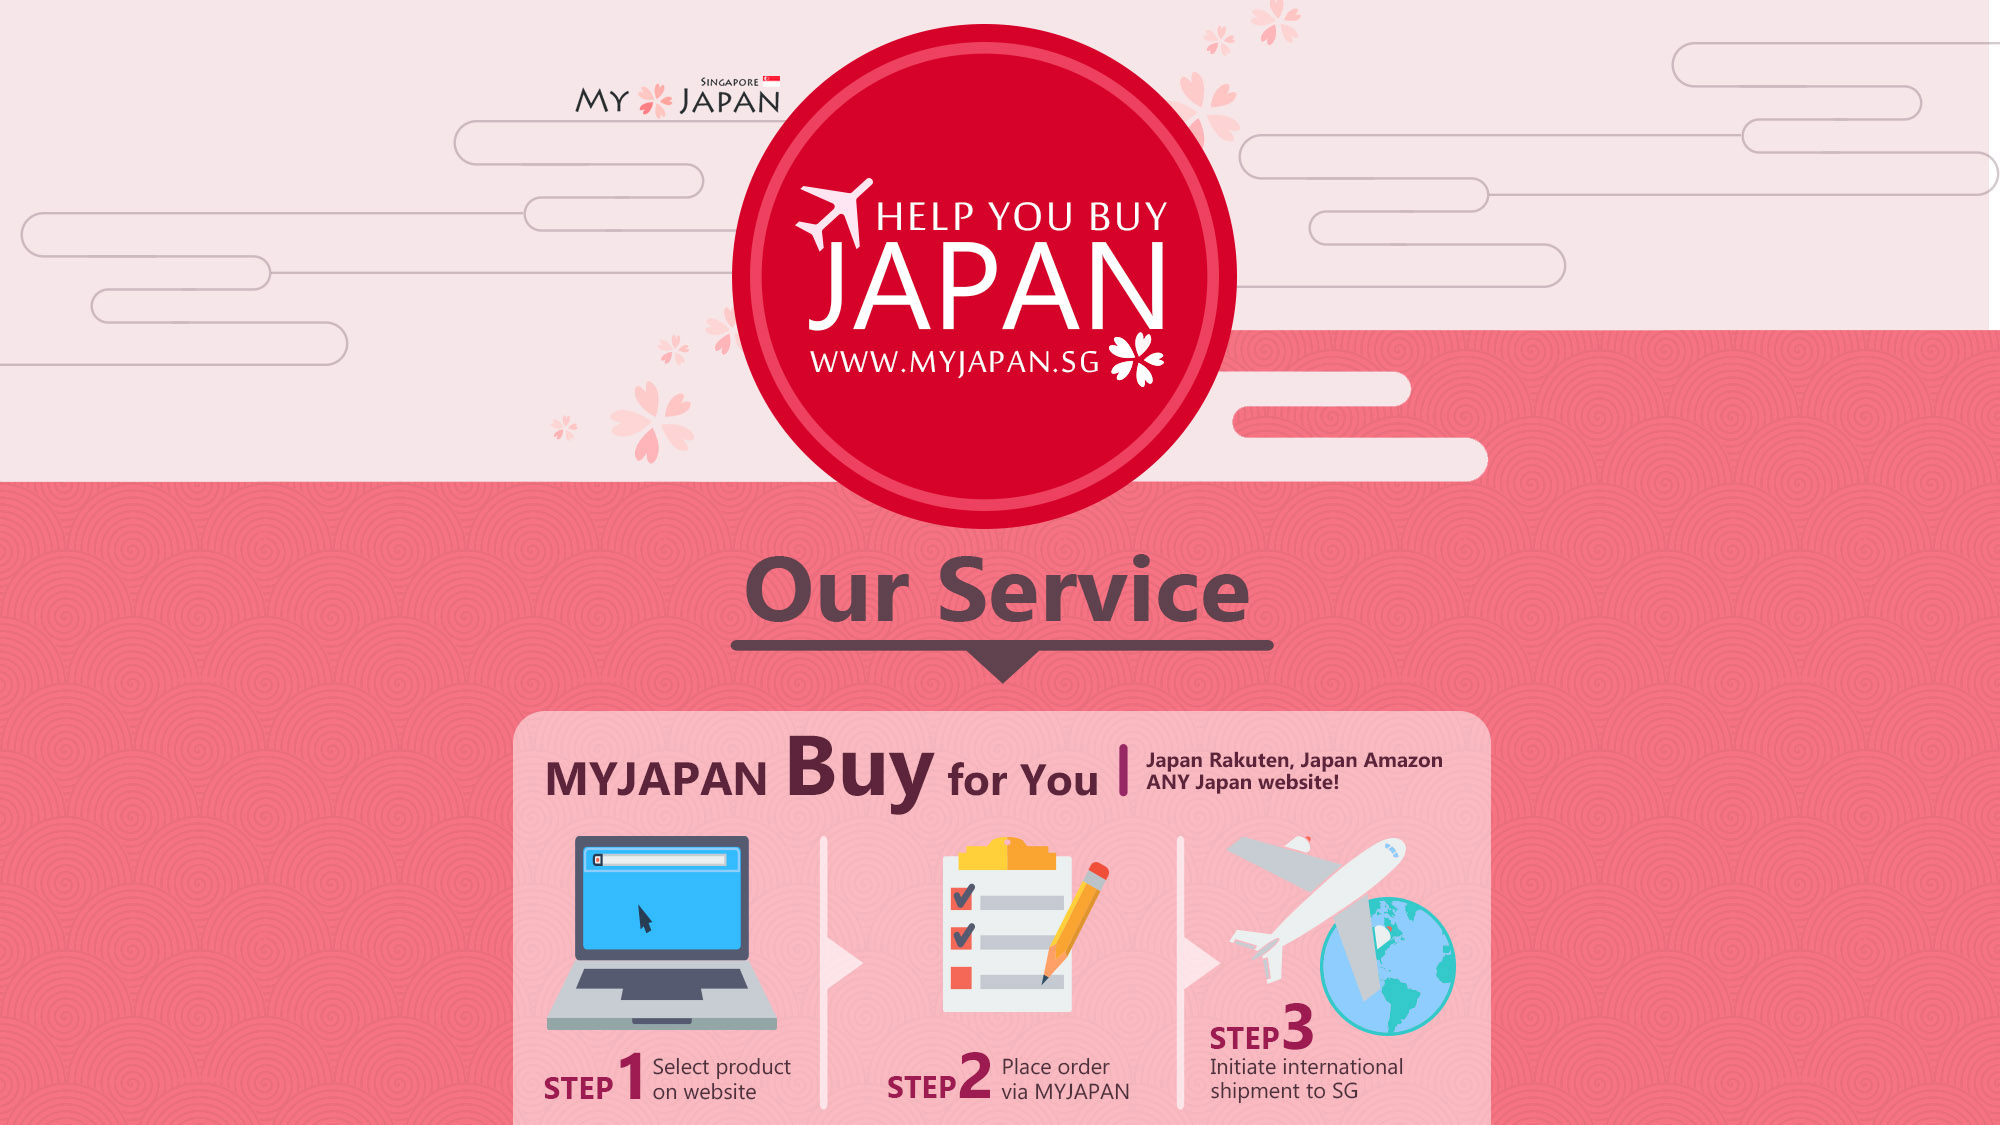 SINGAPORE
MY JAPAN
HELP YOU BUY
JAPAN
WWW.MYJAPAN.SG
Our Service
MYJAPAN Buy for You
Japan Rakuten, Japan Amazon
ANY Japan website!
STEP 1 Select product
on website
STEP 2 Place order
via MYJAPAN
STEP 3
Initiate international
shipment to SG